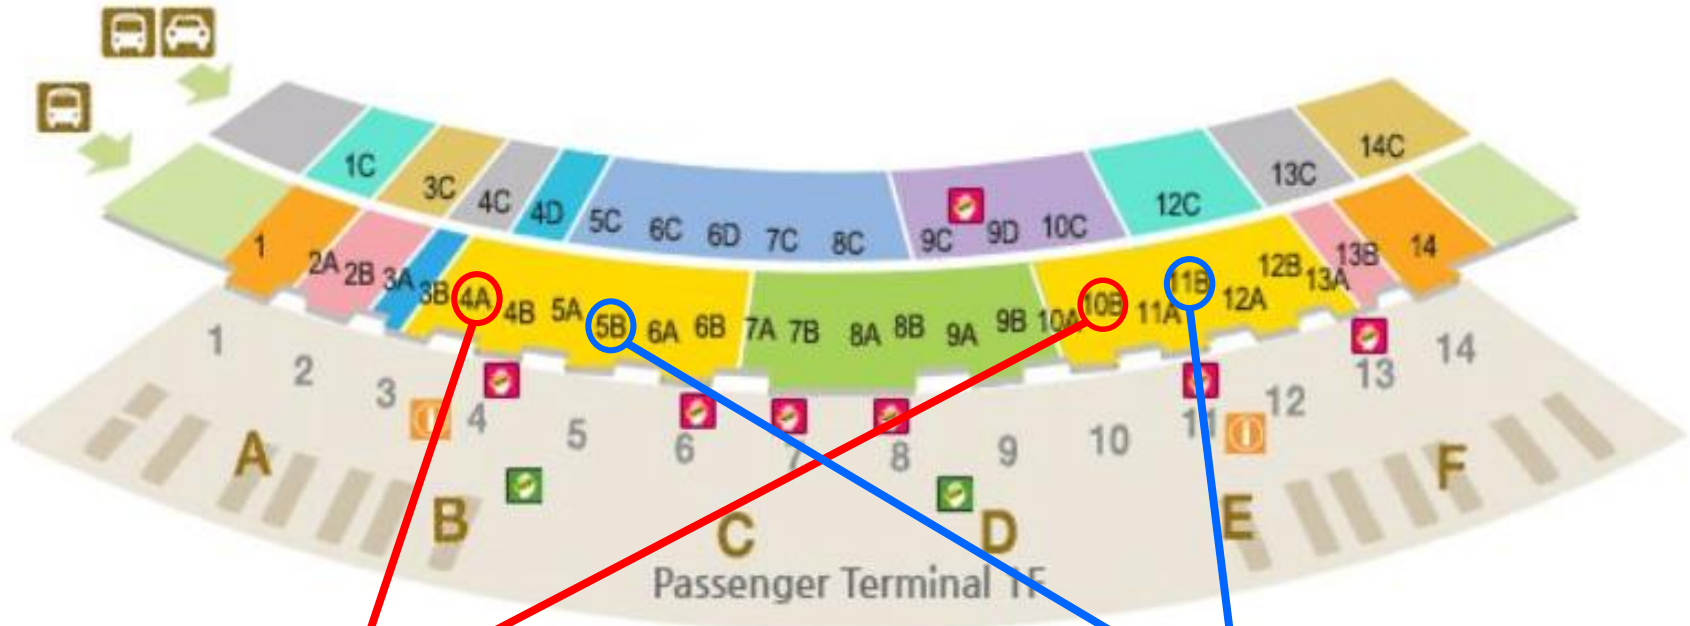 1C 3C 4C 4D 5C 6C 6D 7C 8C 9C 9D 10C 12C 13C 14C
1 2A 2B 3A 3B 4A 4B 5A 5B 6A 6B 7A 7B 8A 8B 9A 9B 10A 10B 11A 11B 12A 12B 13A 13B 14
1 2 3 4 5 6 7 8 9 10 11 12 13 14
A B C D E F
Passenger Terminal 1F